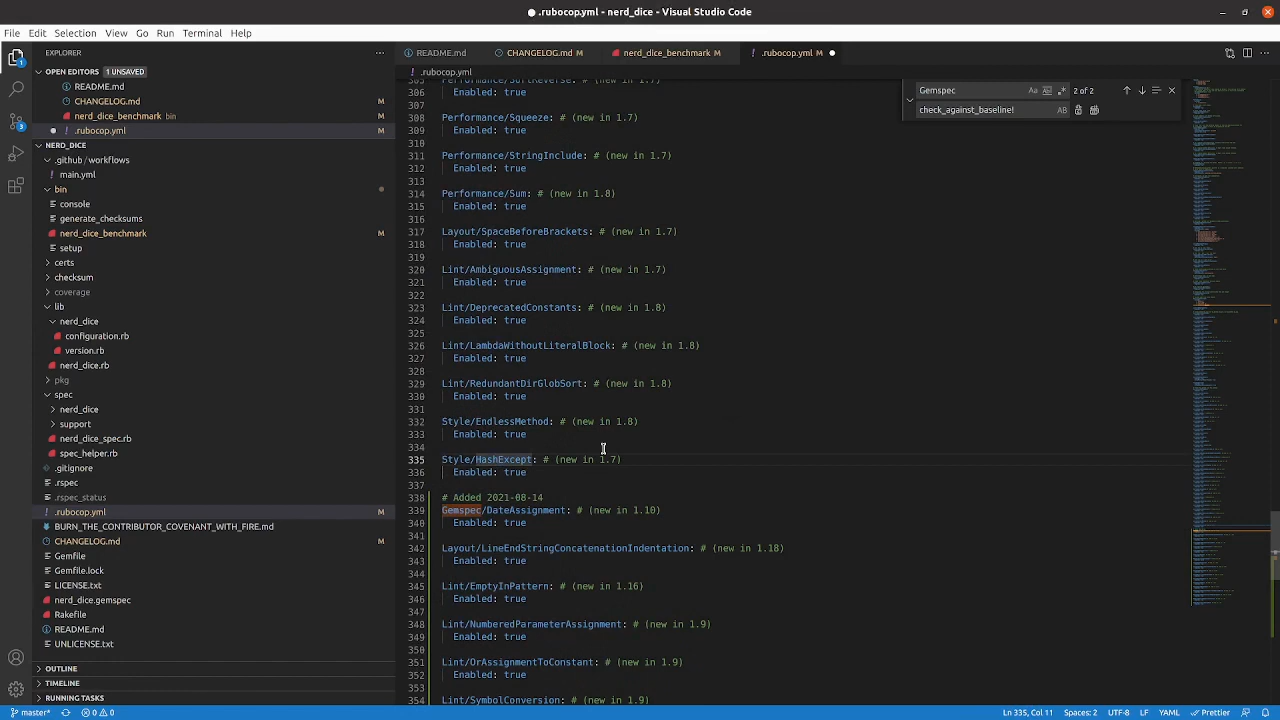 .rubocop.yml - nerd_dice - Visual Studio Code
File Edit Selection View Go Run Terminal Help
EXPLORER
OPEN EDITORS 1 UNSAVED
README.md
CHANGELOG.md M
nerd_dice_benchmark bin M
.rubocop.yml M
NERD_DICE
.github / workflows
main.yml
bin
console
generate_checksums
nerd_dice_benchmark M
setup
certs
checksum
coverage
lib
nerd_dice
configuration.rb
version.rb
nerd_dice.rb
pkg
spec
nerd_dice
support
nerd_dice_spec.rb
spec_helper.rb
.gitignore
.rspec
.rspec_status
.rubocop.yml M
BURN_THE_CONTRIBUTOR_COVENANT_WITH_FIRE.md
CHANGELOG.md M
Gemfile
Gemfile.lock
LICENSE.txt
nerd_dice.gemspec
Rakefile
README.md
UNLICENSE.txt
OUTLINE
TIMELINE
RUNNING TASKS
README.md CHANGELOG.md M nerd_dice_benchmark M .rubocop.yml M
.rubocop.yml
Gemspec Aa 2 of 2
check_against_baseline! AB
306 Enabled: true
307
308 Performance/Squeeze: # (new in 1.7)
309 Enabled: true
310
311 Performance/StringInclude: # (new in 1.7)
312 Enabled: true
313
314 Performance/Sum: # (new in 1.8)
315 Enabled: true
316
317 Layout/SpaceBeforeBrackets: # (new in 1.7)
318 Enabled: true
319
320 Lint/AmbiguousAssignment: # (new in 1.7)
321 Enabled: true
322
323 Lint/DeprecatedConstants: # (new in 1.8)
324 Enabled: true
325
326 Lint/LambdaWithoutLiteralBlock: # (new in 1.8)
327 Enabled: true
328
329 Lint/RedundantDirGlobSort: # (new in 1.8)
330 Enabled: true
331
332 Style/EndlessMethod: # (new in 1.8)
333 Enabled: true
334
335 Style/HashExcept: # (new in 1.7)
336 Enabled: true
337
338 # Added
339 Gemspec/DateAssignment: # (new in 1.10)
340 Enabled: true
341
342 Layout/LineEndStringConcatenationIndentation: # (new in 1.18)
343 Enabled: true
344
345 Lint/EmptyInPattern: # (new in 1.16)
346 Enabled: true
347
348 Lint/NumberedParameterAssignment: # (new in 1.9)
349 Enabled: true
350
351 Lint/OrAssignmentToConstant: # (new in 1.9)
352 Enabled: true
353
354 Lint/SymbolConversion: # (new in 1.9)
master* 0 0 Ln 335, Col 11 Spaces: 2 UTF-8 LF YAML Prettier